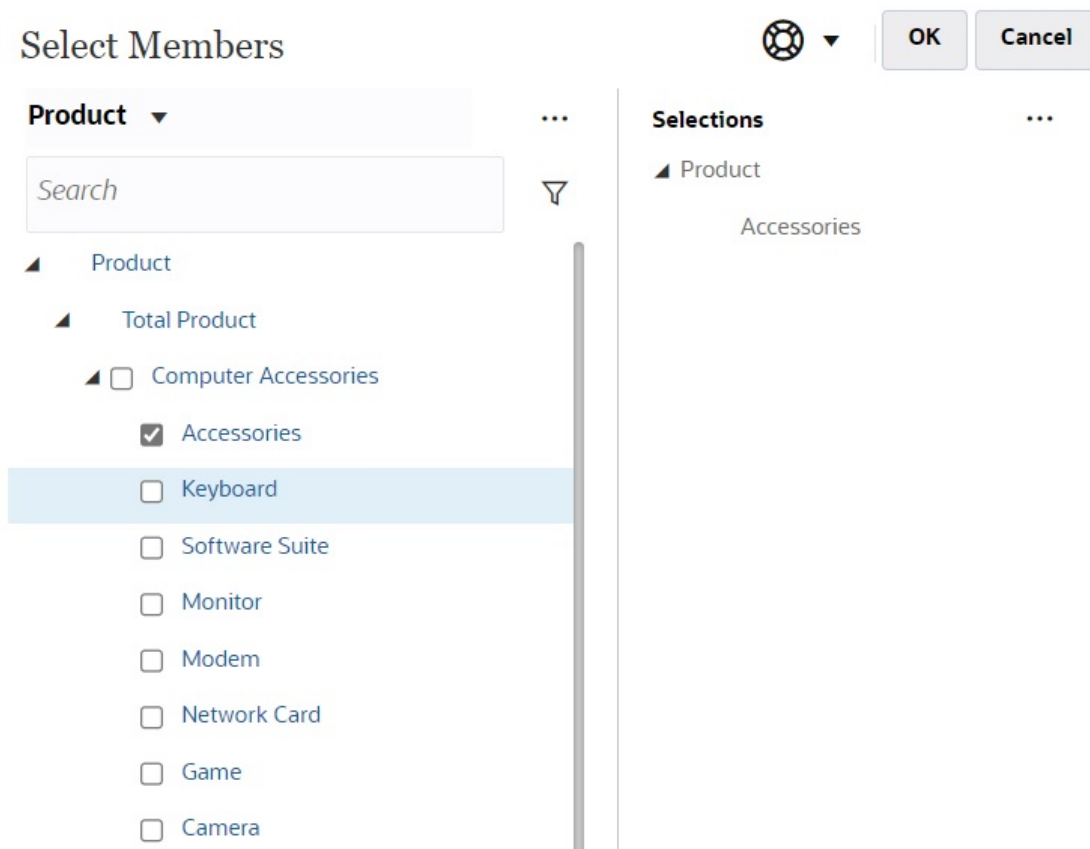 Select Members
OK
Cancel
Product
Search
Product
Total Product
Computer Accessories
Accessories
Keyboard
Software Suite
Monitor
Modem
Network Card
Game
Camera
Selections
Product
Accessories